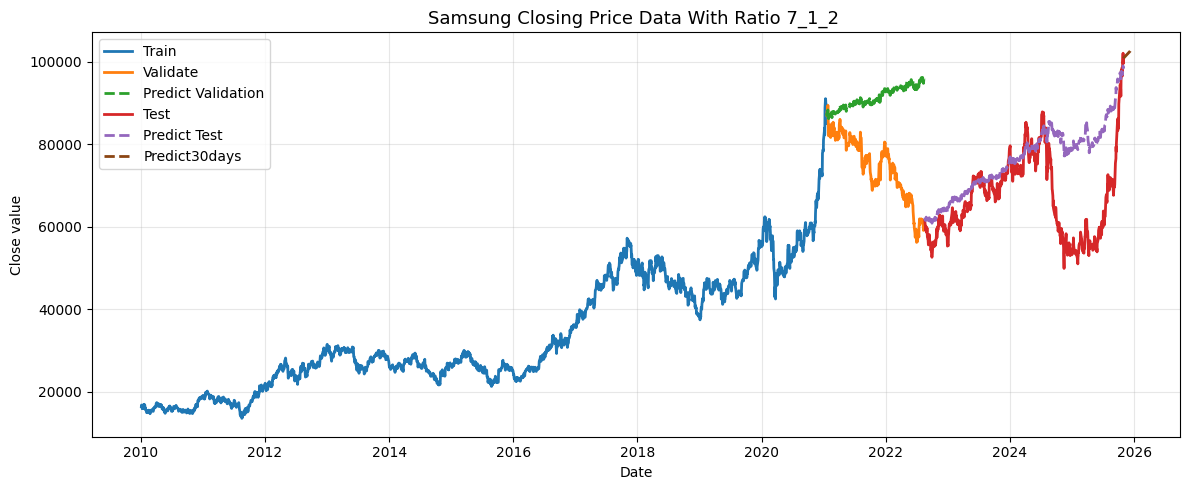 Samsung Closing Price Data With Ratio 7_1_2
Train
Validate
Predict Validation
Test
Predict Test
Predict30days
Close value
100000
80000
60000
40000
20000
2010
2012
2014
2016
2018
2020
2022
2024
2026
Date